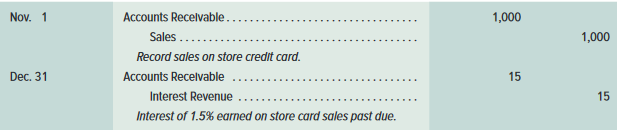 Nov. 1 Accounts Receivable........................... 1,000
Sales.................................. 1,000
Record sales on store credit card.
Dec. 31 Accounts Receivable .......................... 15
Interest Revenue .......................... 15
Interest of 1.5% earned on store card sales past due.